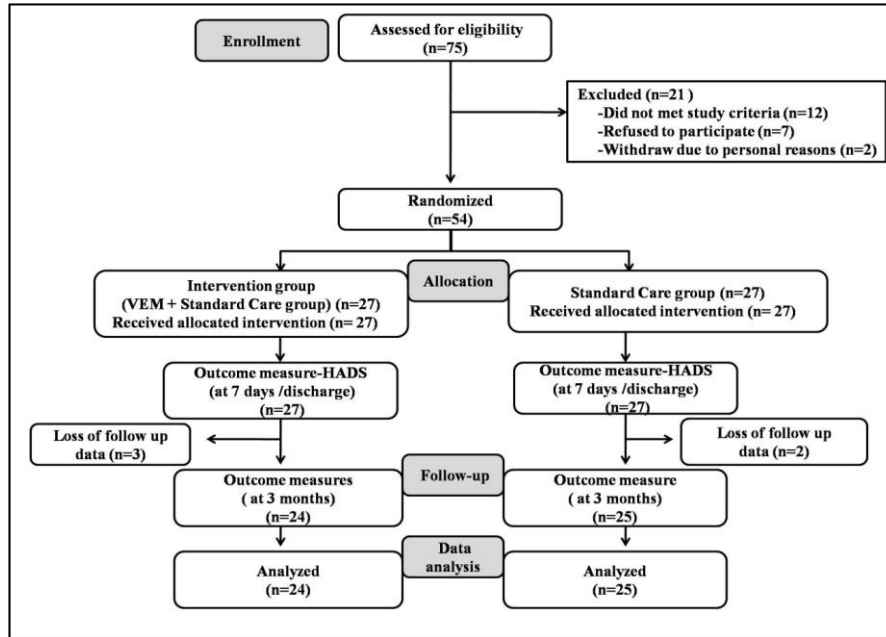 Enrollment
Assessed for eligibility
(n=75)
Excluded (n=21 )
-Did not met study criteria (n=12)
-Refused to participate (n=7)
-Withdraw due to personal reasons (n=2)
Randomized
(n=54)
Allocation
Intervention group
(VEM + Standard Care group) (n=27)
Received allocated intervention (n= 27)
Standard Care group (n=27)
Received allocated intervention (n= 27)
Outcome measure-HADS
(at 7 days /discharge)
(n=27)
Outcome measure-HADS
(at 7 days /discharge)
(n=27)
Loss of follow up
data (n=3)
Loss of follow up
data (n=2)
Follow-up
Outcome measures
( at 3 months)
(n=24)
Outcome measure
( at 3 months)
(n=25)
Data
analysis
Analyzed
(n=24)
Analyzed
(n=25)